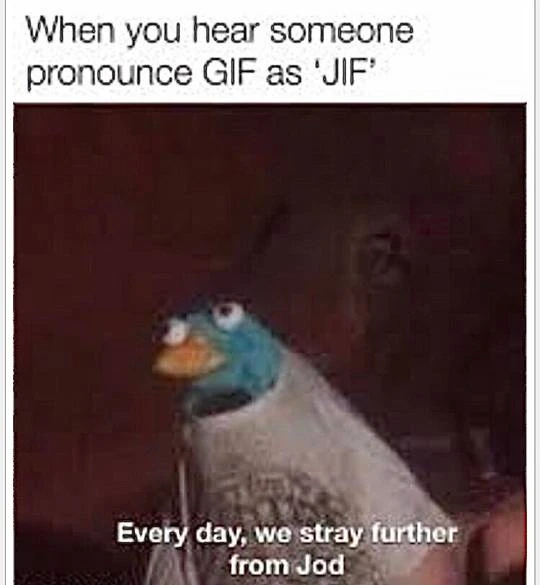 When you hear someone
pronounce GIF as ‘JIF’
Every day, we stray further
from Jod